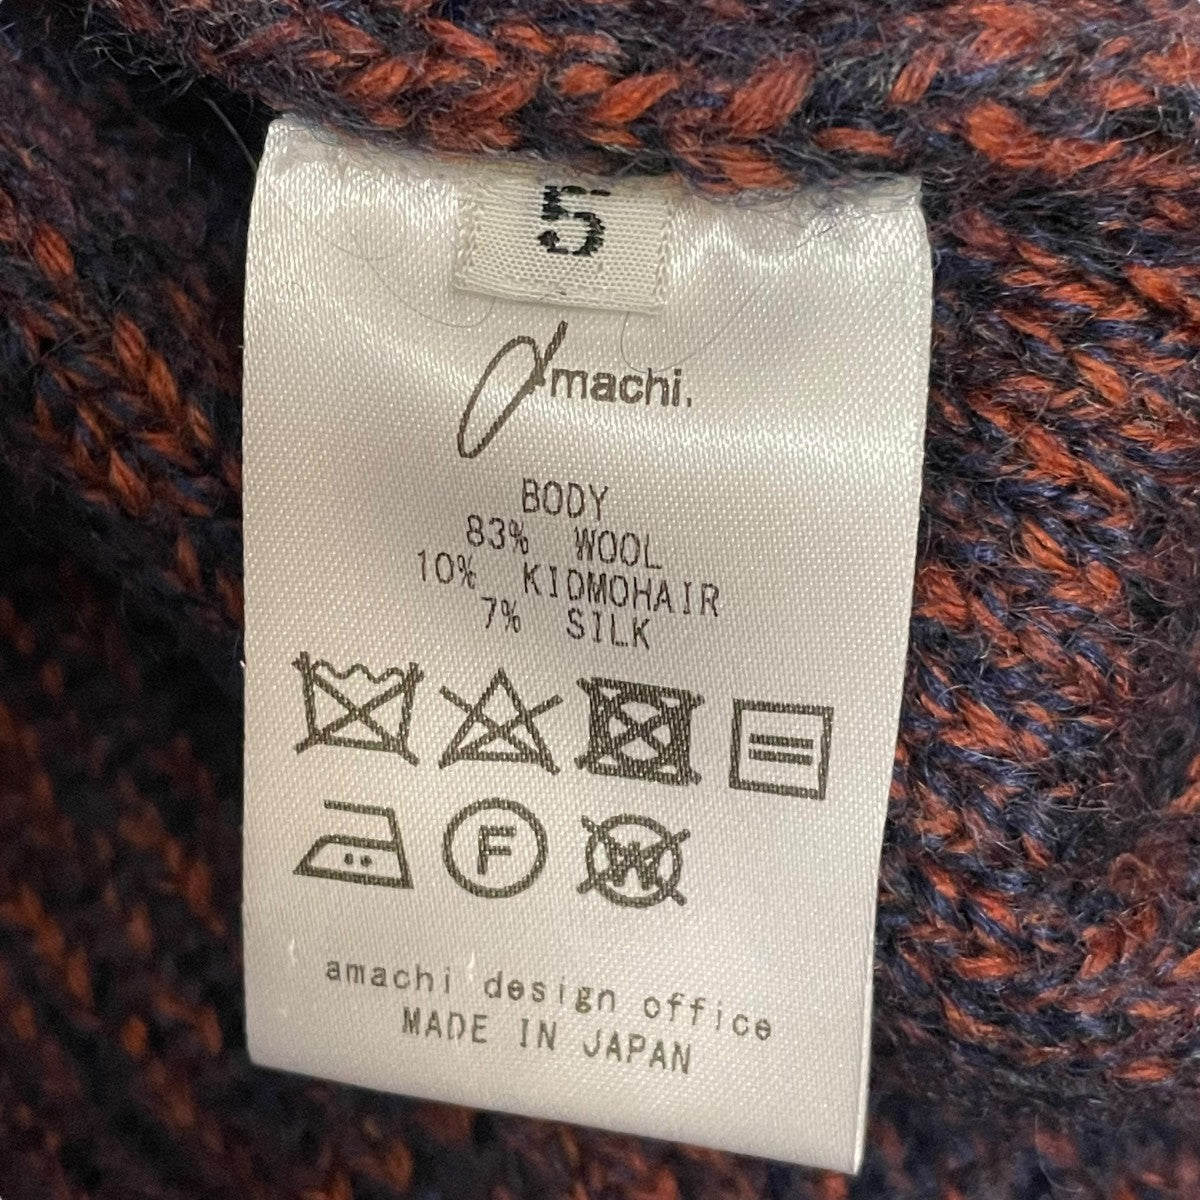 5
amachi.
BODY
83% WOOL
10% KIDMOHAIR
7% SILK
F
W
amachi design office
MADE IN JAPAN